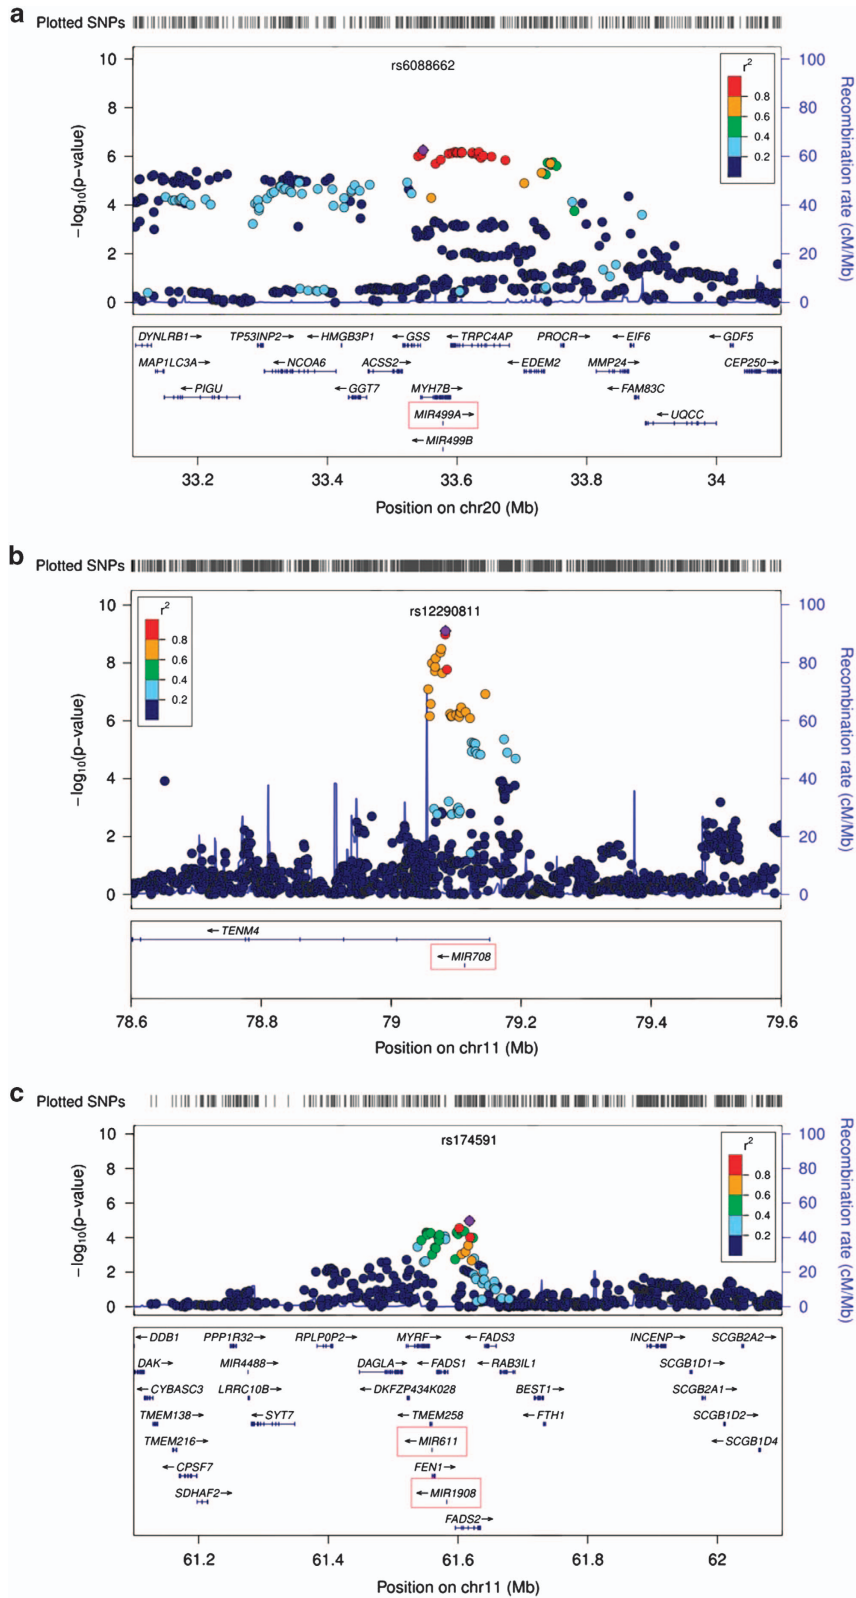 a
Plotted SNPs
rs6088662
10
8
6
4
2
0
−log10(p−value)
100
80
60
40
20
0
Recombination rate (cM/Mb)
r2
0.8
0.6
0.4
0.2
DYNLRB1→ TP53INP2→ ←HMGB3P1 ←GSS ←TRPC4AP PROCR→ ←EIF6 ←GDF5
MAP1LC3A→ ←NCOA6 ACSS2→ ←EDEM2 MMP24→ CEP250→
←PIGU ←GGT7 MYH7B→ ←FAM83C
MIR499A→ ←UQCC
←MIR499B
33.2 33.4 33.6 33.8 34
Position on chr20 (Mb)
b
Plotted SNPs
rs12290811
10
8
6
4
2
0
−log10(p−value)
100
80
60
40
20
0
Recombination rate (cM/Mb)
r2
0.8
0.6
0.4
0.2
←TENM4
←MIR708
78.6 78.8 79 79.2 79.4 79.6
Position on chr11 (Mb)
c
Plotted SNPs
rs174591
10
8
6
4
2
0
−log10(p−value)
100
80
60
40
20
0
Recombination rate (cM/Mb)
r2
0.8
0.6
0.4
0.2
←DDB1 PPP1R32→ RPLP0P2→ MYRF→ ←FADS3 INCENP→ SCGB2A2→
DAK→ MIR4488→ DAGLA→ ←FADS1 ←RAB3IL1 SCGB1D1→
←CYBASC3 LRRC10B→ ←DKFZP434K028 BEST1→ SCGB2A1→
TMEM138→ ←SYT7 ←TMEM258 ←FTH1 SCGB1D2→
TMEM216→ ←MIR611 ←SCGB1D4
←CPSF7 FEN1→
SDHAF2→ ←MIR1908
FADS2→
61.2 61.4 61.6 61.8 62
Position on chr11 (Mb)